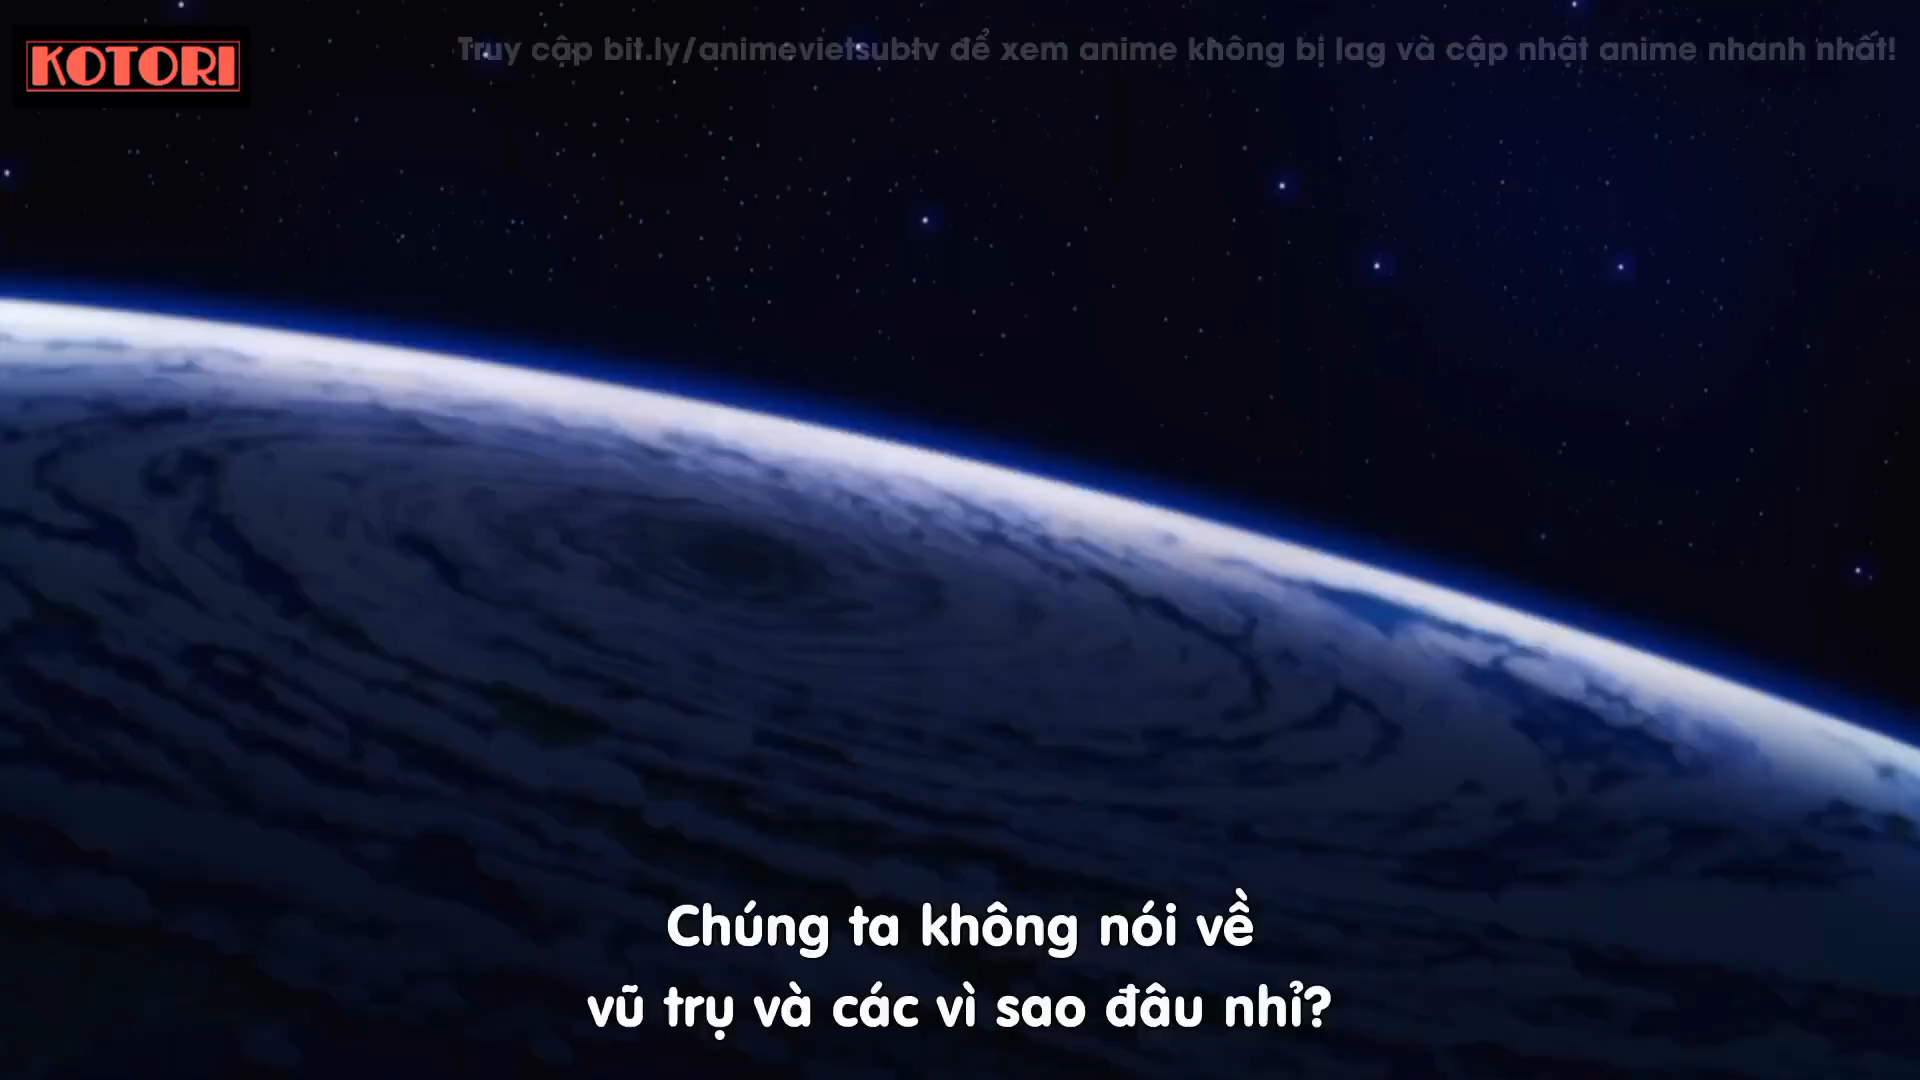 KOTORI
Truy cập bit.ly/animevietsubtv để xem anime không bị lag và cập nhật anime nhanh nhất!
Chúng ta không nói về
vũ trụ và các vì sao đâu nhỉ?